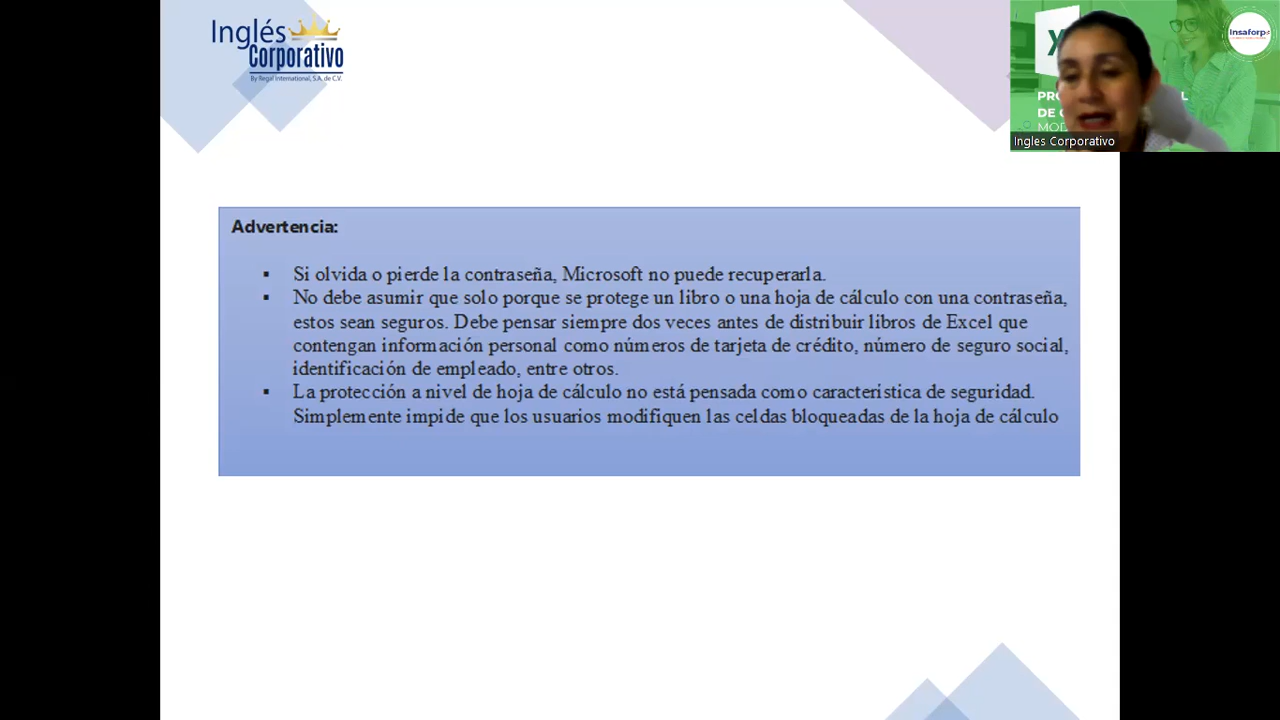 Inglés
Corporativo
By Regal International, S.A. de C.V.
Insaforp
PRO
L
DE C
MOD
Ingles Corporativo
Advertencia:
▪ Si olvida o pierde la contraseña, Microsoft no puede recuperarla.
▪ No debe asumir que solo porque se protege un libro o una hoja de cálculo con una contraseña,
estos sean seguros. Debe pensar siempre dos veces antes de distribuir libros de Excel que
contengan información personal como números de tarjeta de crédito, número de seguro social,
identificación de empleado, entre otros.
▪ La protección a nivel de hoja de cálculo no está pensada como caracteristica de seguridad.
Simplemente impide que los usuarios modifiquen las celdas bloqueadas de la hoja de cálculo